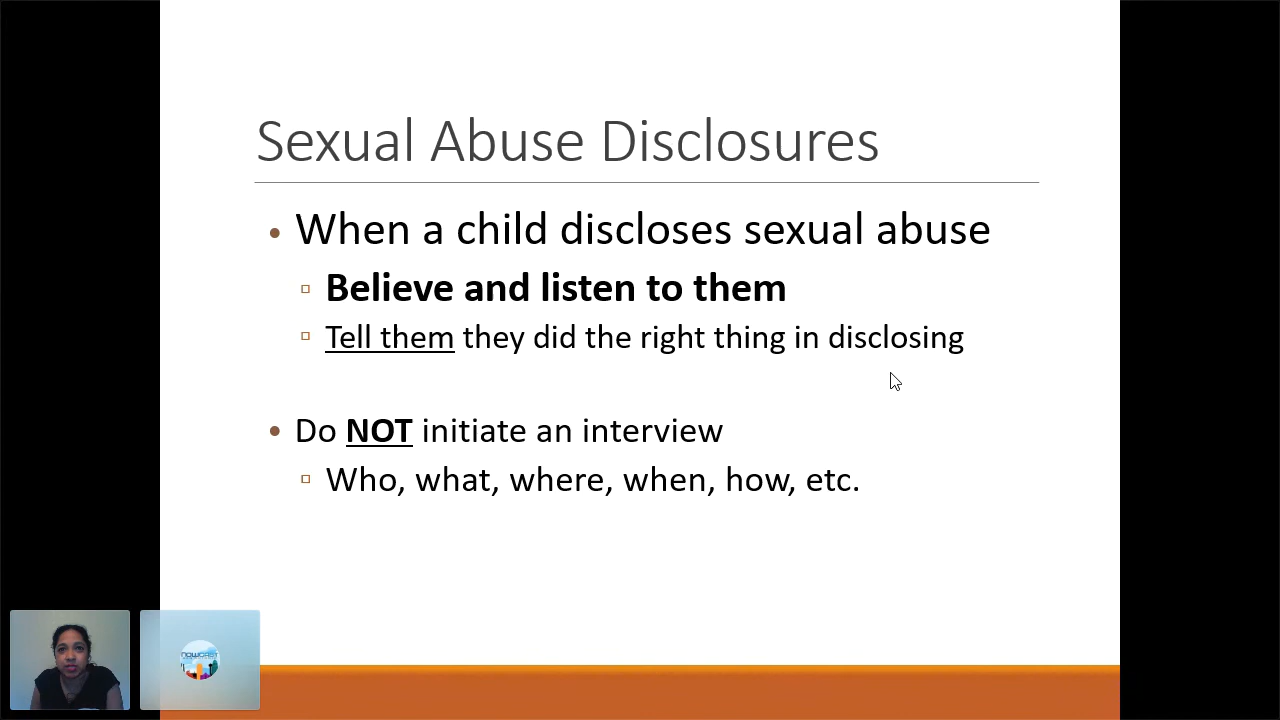 Sexual Abuse Disclosures
When a child discloses sexual abuse
Believe and listen to them
Tell them they did the right thing in disclosing
Do NOT initiate an interview
Who, what, where, when, how, etc.
NOWCAST